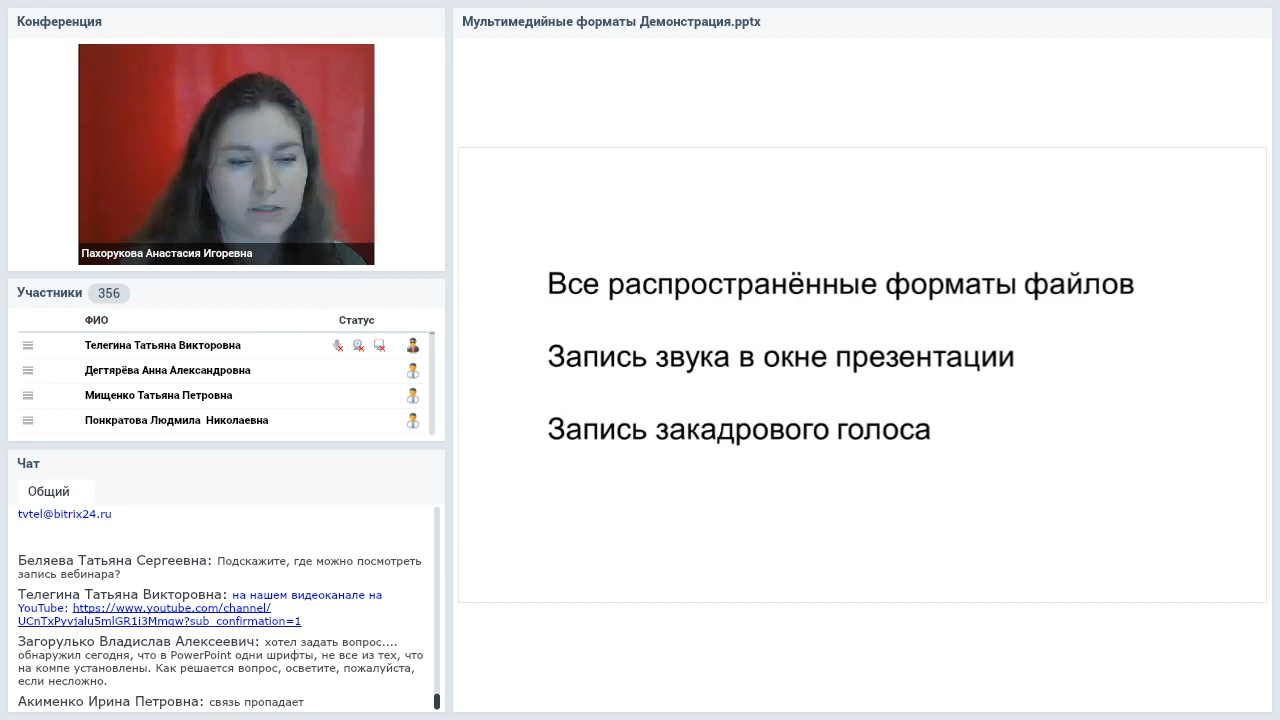 Конференция
Пахорукова Анастасия Игоревна
Участники 356
ФИО Статус
Телегина Татьяна Викторовна
Дегтярёва Анна Александровна
Мищенко Татьяна Петровна
Понкратова Людмила Николаевна
Чат
Общий
tvtel@bitrix24.ru
Беляева Татьяна Сергеевна: Подскажите, где можно посмотреть
запись вебинара?
Телегина Татьяна Викторовна: на нашем видеоканале на
YouTube: https://www.youtube.com/channel/
UCnTxPyvjalu5mlGR1i3Mmqw?sub_confirmation=1
Загорулько Владислав Алексеевич: хотел задать вопрос....
обнаружил сегодня, что в PowerPoint одни шрифты, не все из тех, что
на компе установлены. Как решается вопрос, осветите, пожалуйста,
если несложно.
Акименко Ирина Петровна: связь пропадает
Мультимедийные форматы Демонстрация.pptx
Все распространённые форматы файлов
Запись звука в окне презентации
Запись закадрового голоса